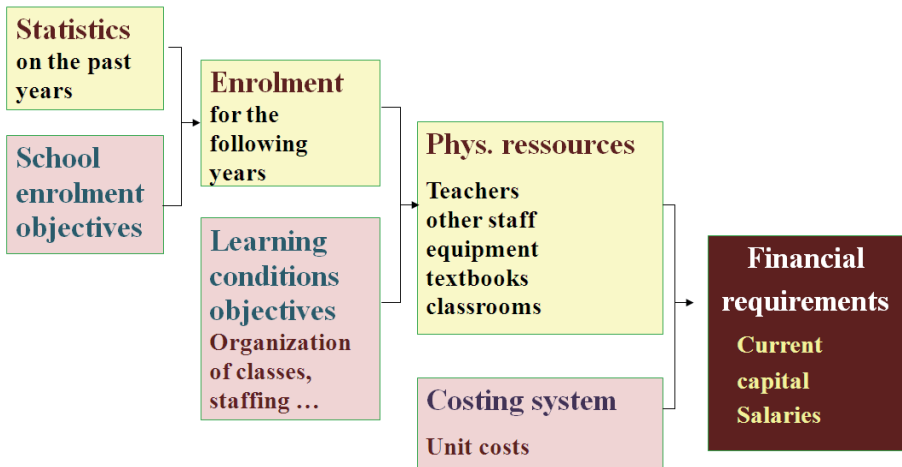 Statistics
on the past
years
School
enrolment
objectives
Enrolment
for the
following
years
Learning
conditions
objectives
Organization
of classes,
staffing ...
Phys. ressources
Teachers
other staff
equipment
textbooks
classrooms
Costing system
Unit costs
Financial
requirements
Current
capital
Salaries